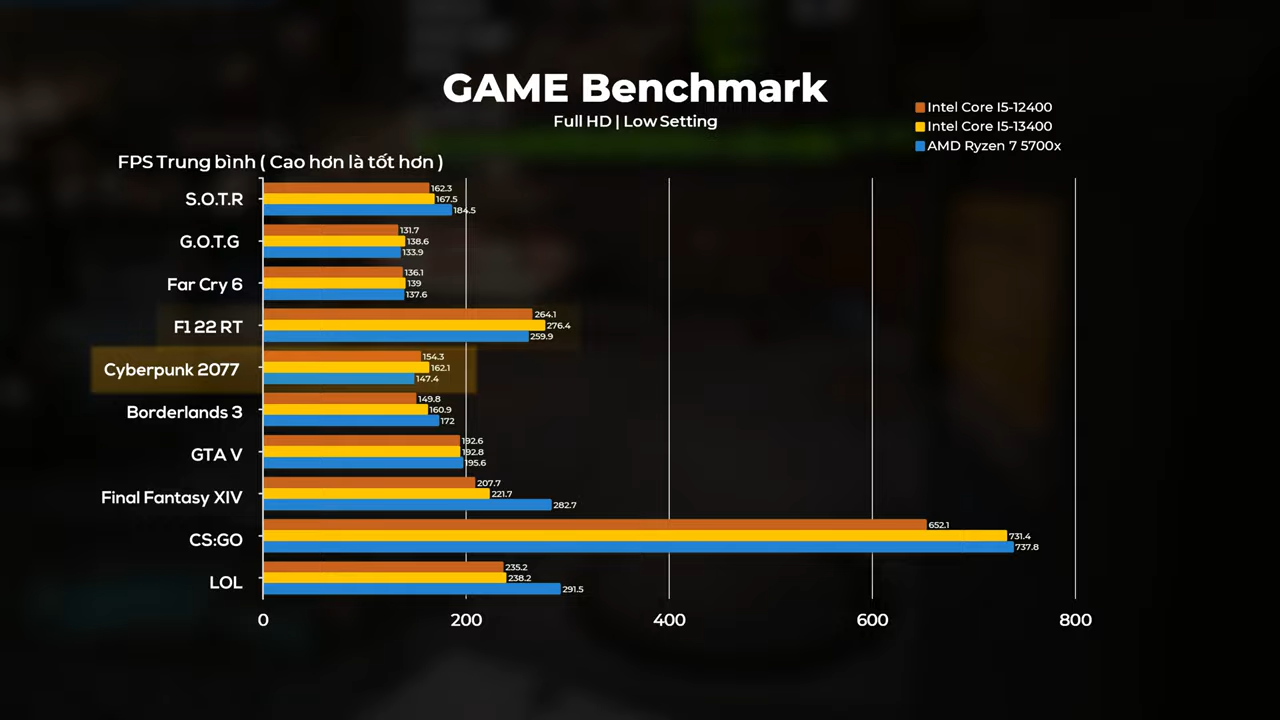 GAME Benchmark
Full HD | Low Setting
Intel Core I5-12400
Intel Core I5-13400
AMD Ryzen 7 5700x
FPS Trung bình ( Cao hơn là tốt hơn )
S.O.T.R
162.3
167.5
184.5
G.O.T.G
131.7
138.6
133.9
Far Cry 6
136.1
139
137.6
F1 22 RT
264.1
276.4
259.9
Cyberpunk 2077
154.3
162.1
147.4
Borderlands 3
149.8
160.9
172
GTA V
192.6
192.8
195.6
Final Fantasy XIV
207.7
221.7
282.7
CS:GO
652.1
731.4
737.8
LOL
235.2
238.2
291.5
0 200 400 600 800